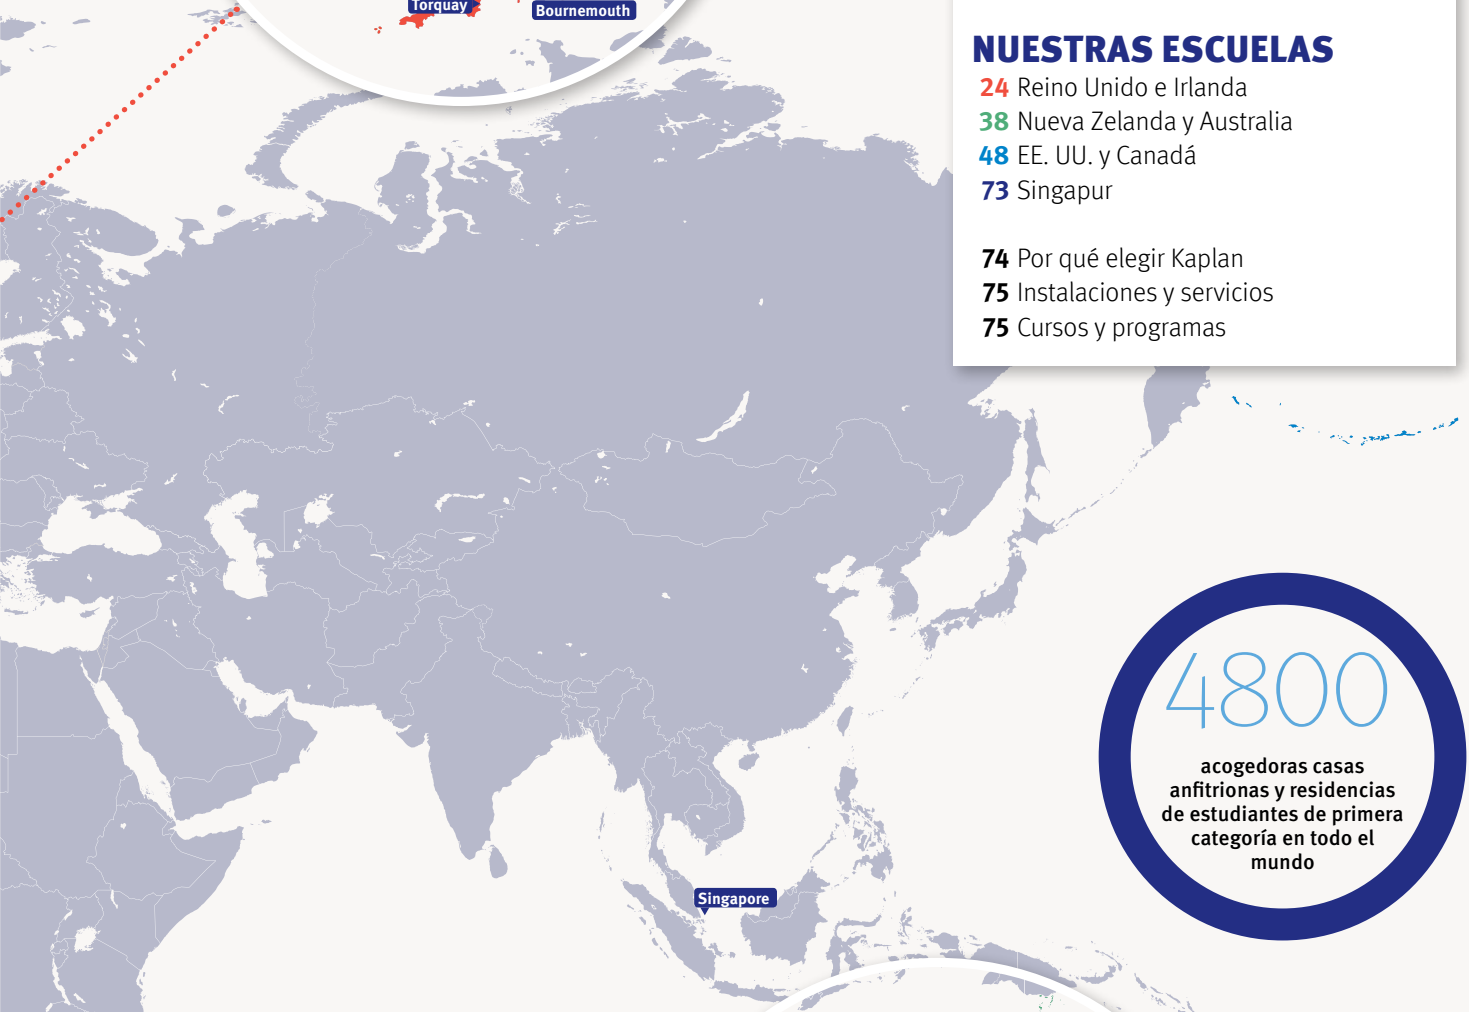 Torquay
Bournemouth
NUESTRAS ESCUELAS
24 Reino Unido e Irlanda
38 Nueva Zelanda y Australia
48 EE. UU. y Canadá
73 Singapur
74 Por qué elegir Kaplan
75 Instalaciones y servicios
75 Cursos y programas
4800
acogedoras casas
anfitrionas y residencias
de estudiantes de primera
categoría en todo el
mundo
Singapore